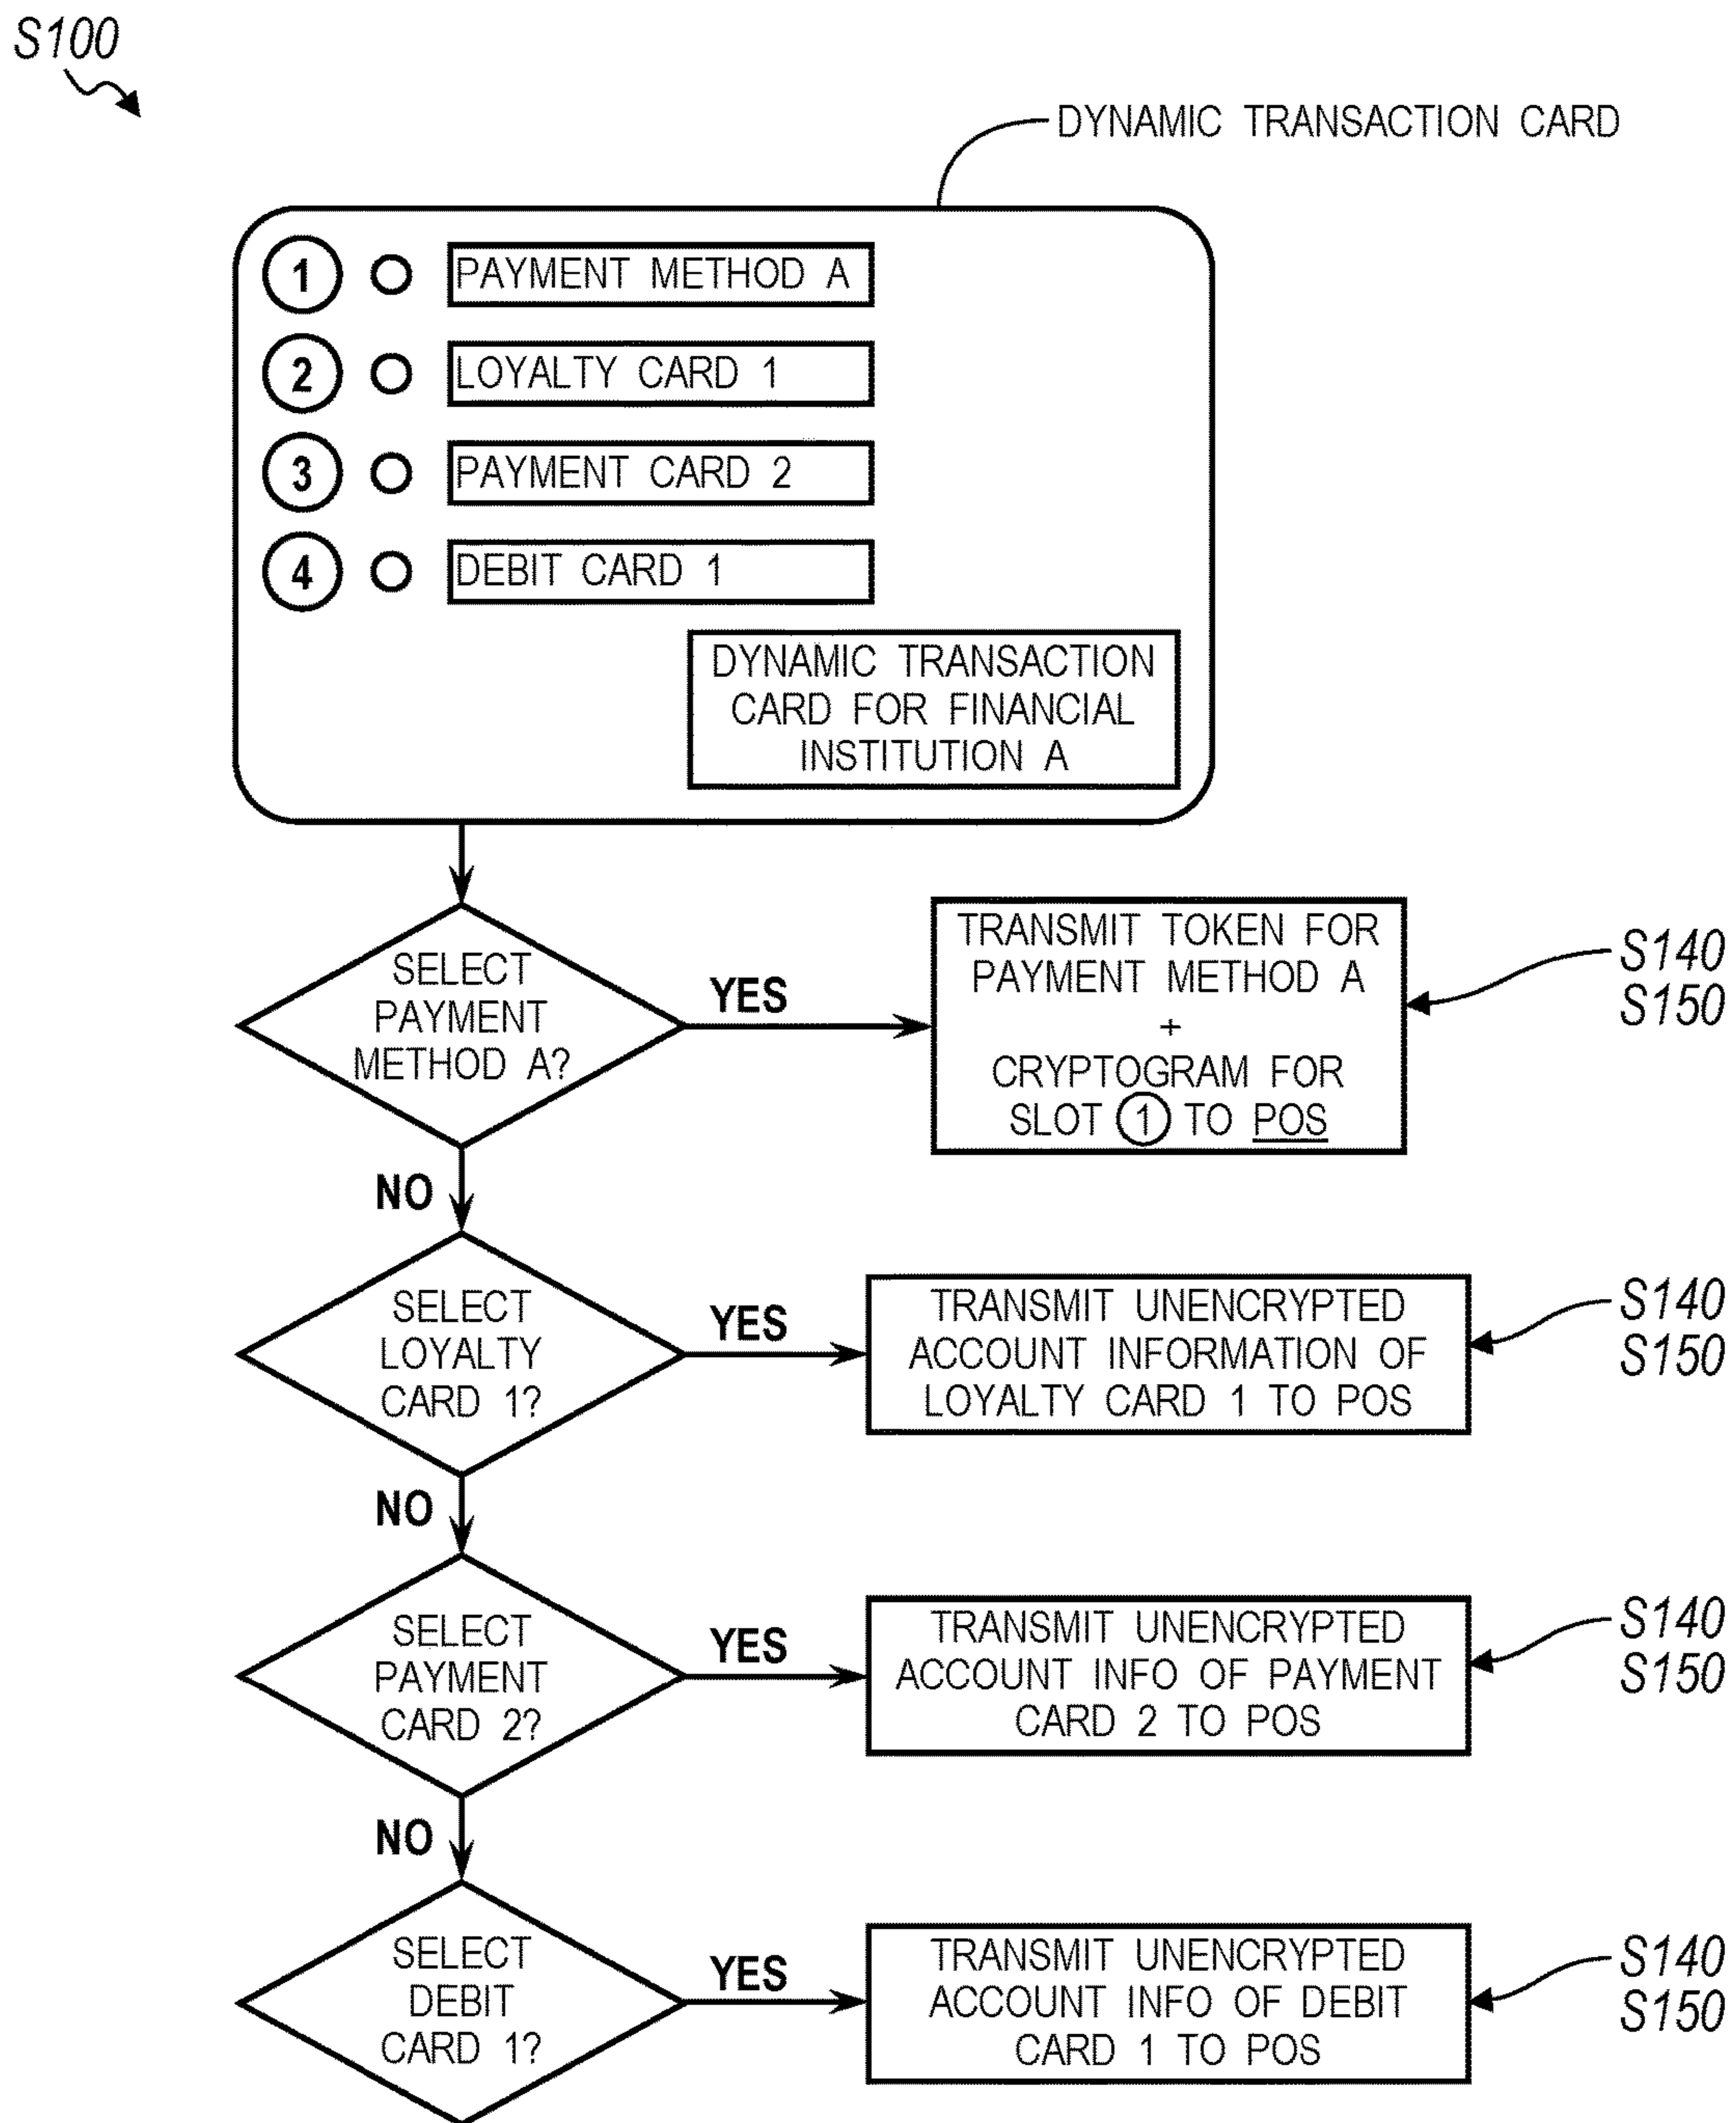 S100
DYNAMIC TRANSACTION CARD
1 PAYMENT METHOD A
2 LOYALTY CARD 1
3 PAYMENT CARD 2
4 DEBIT CARD 1
DYNAMIC TRANSACTION
CARD FOR FINANCIAL
INSTITUTION A
SELECT
PAYMENT
METHOD A?
YES
TRANSMIT TOKEN FOR
PAYMENT METHOD A
+
CRYPTOGRAM FOR
SLOT 1 TO POS
S140
S150
NO
SELECT
LOYALTY
CARD 1?
YES
TRANSMIT UNENCRYPTED
ACCOUNT INFORMATION OF
LOYALTY CARD 1 TO POS
S140
S150
NO
SELECT
PAYMENT
CARD 2?
YES
TRANSMIT UNENCRYPTED
ACCOUNT INFO OF PAYMENT
CARD 2 TO POS
S140
S150
NO
SELECT
DEBIT
CARD 1?
YES
TRANSMIT UNENCRYPTED
ACCOUNT INFO OF DEBIT
CARD 1 TO POS
S140
S150